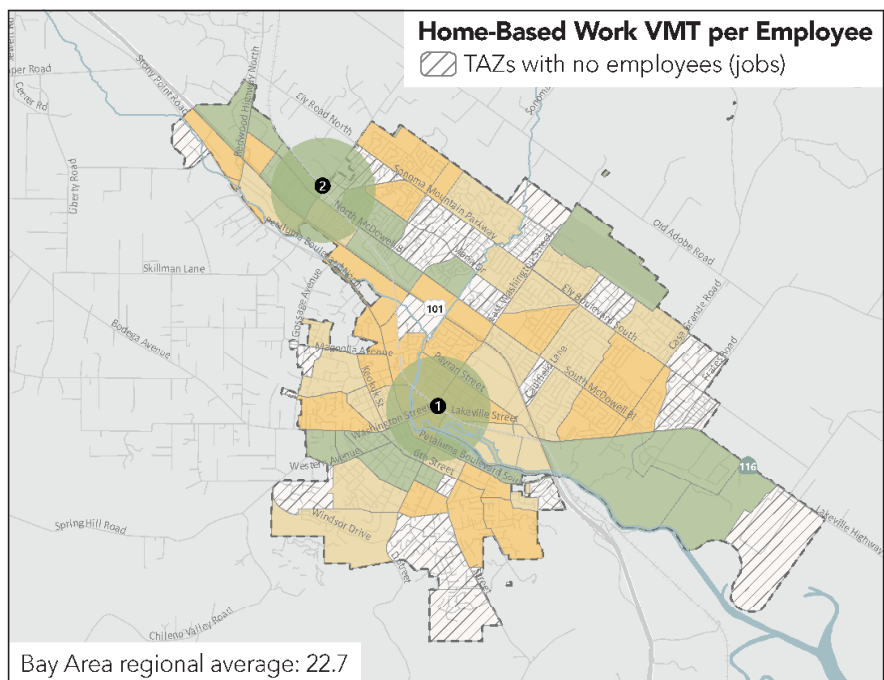 Home-Based Work VMT per Employee
TAZs with no employees (jobs)
Stony Point Road
Redwood Highway North
Ely Road North
Liberty Road
2
Sonoma Mountain Parkway
North McDowell Bl
Petaluma Boulevard North
Maria Dr
East Washington Street
Old Adobe Road
Skillman Lane
Gossage Avenue
101
Ely Boulevard South
Casa Grande Road
Frates Road
Bodega Avenue
Magnolia Avenue
Payran Street
Caulfield Lane
South McDowell Bl
Keokuk St
1
Washington Street
Lakeville Street
Petaluma Boulevard Sou
Western Avenue
6th Street
116
Lakeville Highway
Spring Hill Road
Windsor Drive
D Street
Street
Chileno Valley Road
Bay Area regional average: 22.7